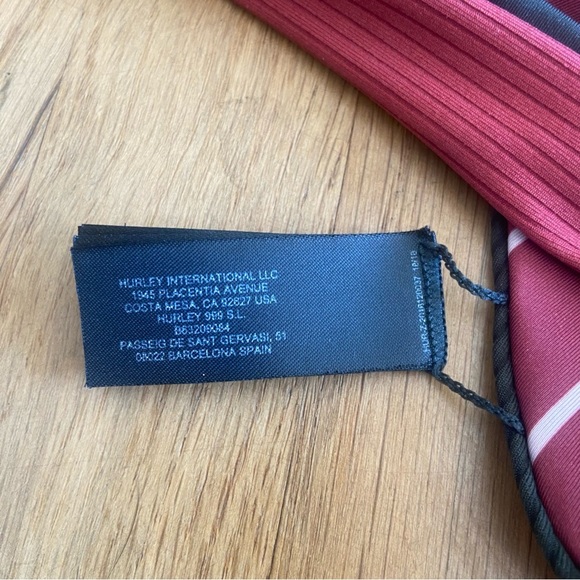 HURLEY INTERNATIONAL LLC
1945 PLACENTIA AVENUE
COSTA MESA, CA 92627 USA
HURLEY 999 S.L.
B63209084
PASSEIG DE SANT GERVASI, 51
08022 BARCELONA SPAIN